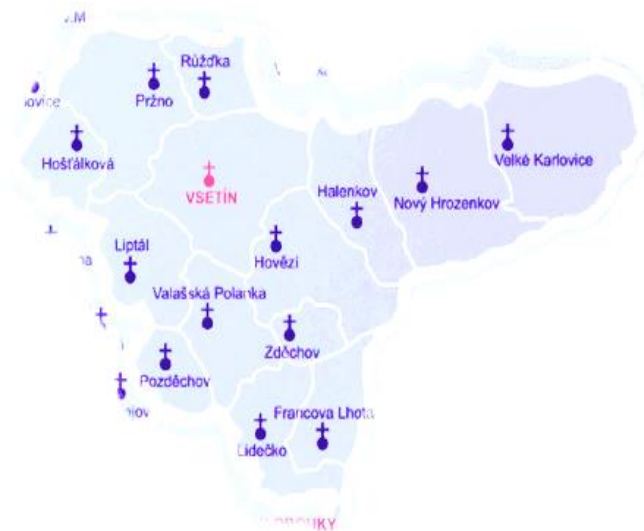 Růžďka
Pržno
Hošťálková
VSETÍN
Velké Karlovice
Halenkov
Nový Hrozenkov
Liptál
Hovězí
Valašská Polanka
Zděchov
Pozděchov
Francova Lhota
Lidečko